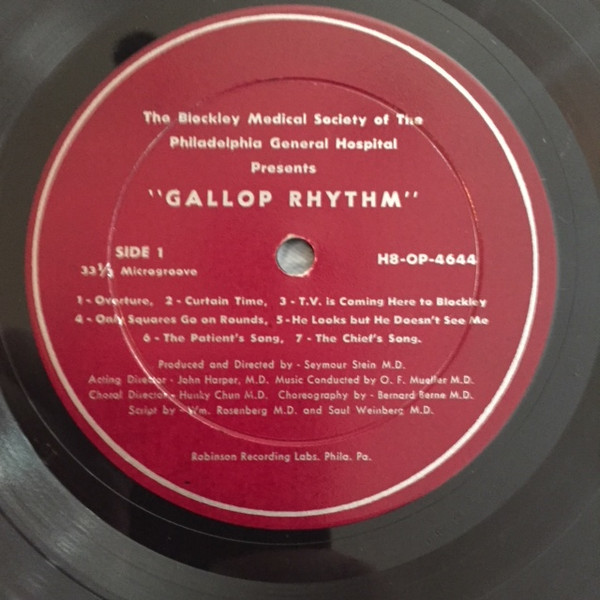 The Blockley Medical Society of The
Philadelphia General Hospital
Presents
"GALLOP RHYTHM"
SIDE 1
33⅓ Microgroove
H8-OP-4644
1 - Overture, 2 - Curtain Time, 3 - T.V. is Coming Here to Blockley
4 - Only Squares Go on Rounds, 5 - He Looks but He Doesn't See Me
6 - The Patient's Song, 7 - The Chief's Song.
Produced and Directed by - Seymour Stein M.D.
Acting Director - John Harper, M.D. Music Conducted by O. F. Mueller M.D.
Choral Director - Hunky Chun M.D. Choreography by - Bernard Berne M.D.
Script by - Wm. Rosenberg M.D. and Saul Weinberg M.D.
Robinson Recording Labs. Phila. Pa.